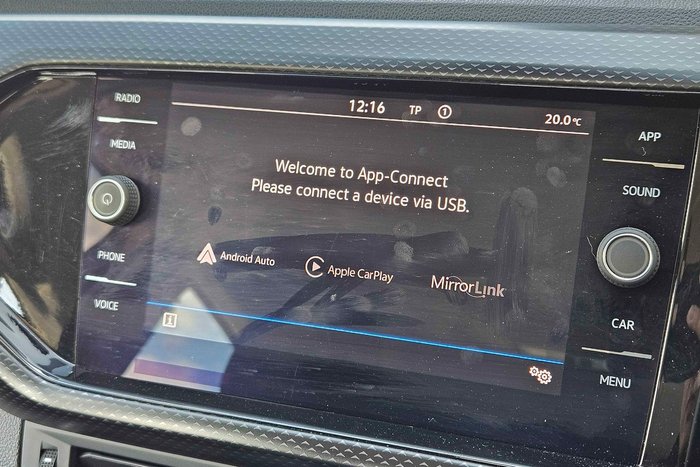 RADIO
MEDIA
PHONE
VOICE
12:16 TP 1 20.0°C
Welcome to App-Connect
Please connect a device via USB.
Android Auto Apple CarPlay MirrorLink
i
APP
SOUND
CAR
MENU